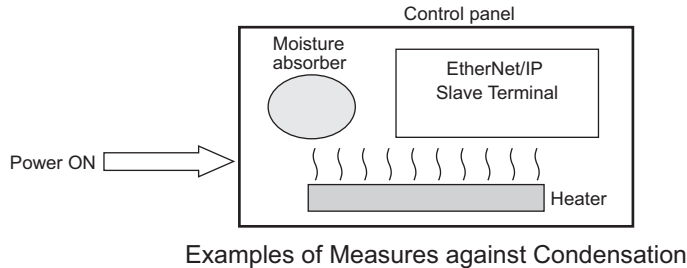 Control panel
Moisture
absorber
EtherNet/IP
Slave Terminal
Power ON
Heater
Examples of Measures against Condensation